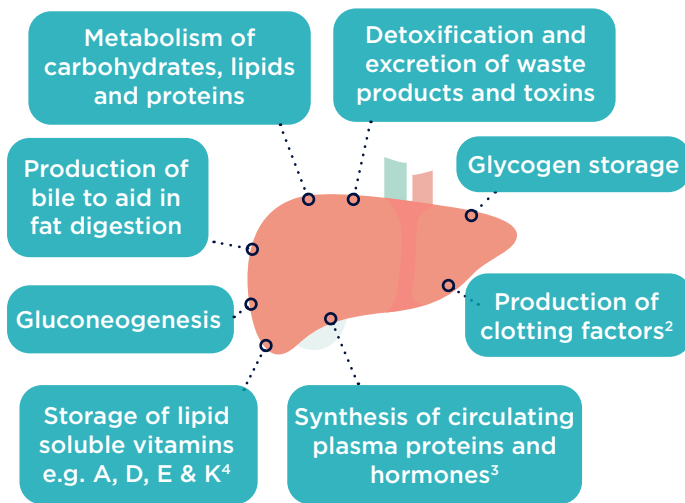 Metabolism of
carbohydrates, lipids
and proteins
Detoxification and
excretion of waste
products and toxins
Production of
bile to aid in
fat digestion
Glycogen storage
Gluconeogenesis
Production of
clotting factors²
Storage of lipid
soluble vitamins
e.g. A, D, E & K⁴
Synthesis of circulating
plasma proteins and
hormones³